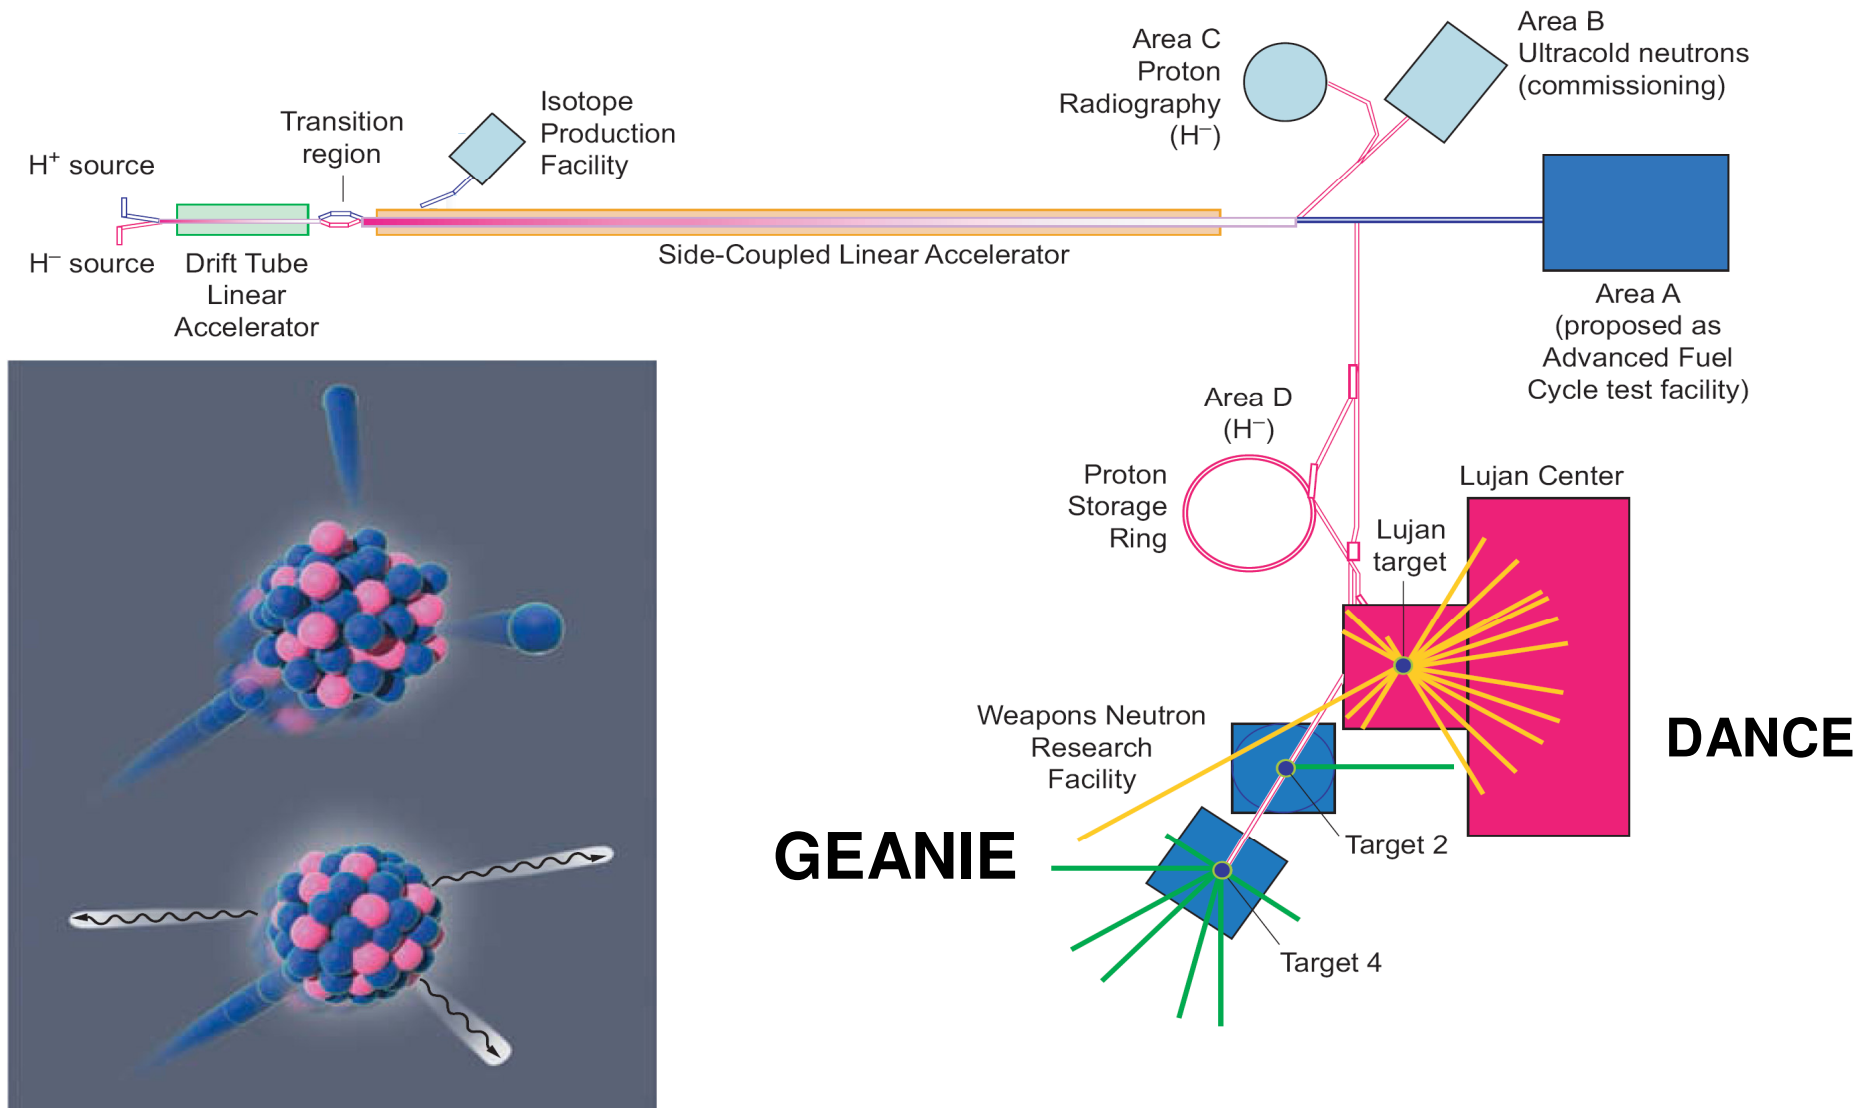 Area C
Proton
Radiography
(H–)
Area B
Ultracold neutrons
(commissioning)
Isotope
Production
Facility
Transition
region
H+ source
H– source
Drift Tube
Linear
Accelerator
Side-Coupled Linear Accelerator
Area A
(proposed as
Advanced Fuel
Cycle test facility)
Area D
(H–)
Proton
Storage
Ring
Lujan Center
Lujan
target
Weapons Neutron
Research
Facility
DANCE
GEANIE
Target 2
Target 4